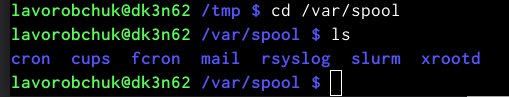 lavorobchuk@dk3n62 /tmp $ cd /var/spool
lavorobchuk@dk3n62 /var/spool $ ls
cron cups fcron mail rsyslog slurm xrootd
lavorobchuk@dk3n62 /var/spool $